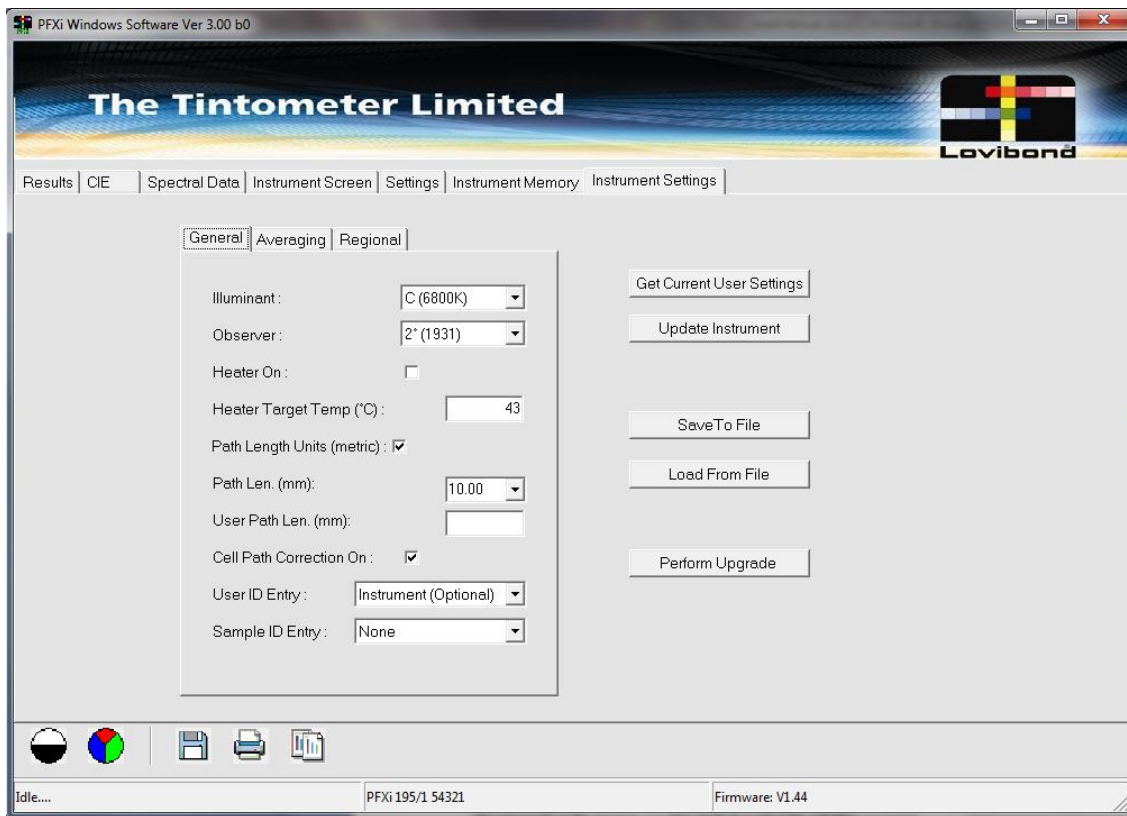 PFXi Windows Software Ver 3.00 b0
The Tintometer Limited
Lovibond
Results CIE Spectral Data Instrument Screen Settings Instrument Memory Instrument Settings
General Averaging Regional
Illuminant : C (6800K)
Observer : 2° (1931)
Heater On :
Heater Target Temp (°C) : 43
Path Length Units (metric) :
Path Len. (mm): 10.00
User Path Len. (mm):
Cell Path Correction On :
User ID Entry : Instrument (Optional)
Sample ID Entry : None
Get Current User Settings
Update Instrument
SaveTo File
Load From File
Perform Upgrade
Idle.... PFXi 195/1 54321 Firmware: V1.44